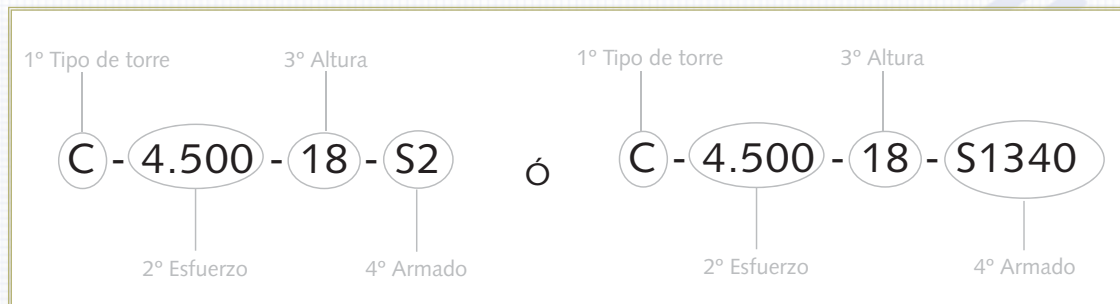 1º Tipo de torre 3º Altura
C - 4.500 - 18 - S2
2º Esfuerzo 4º Armado
Ó
1º Tipo de torre 3º Altura
C - 4.500 - 18 - S1340
2º Esfuerzo 4º Armado